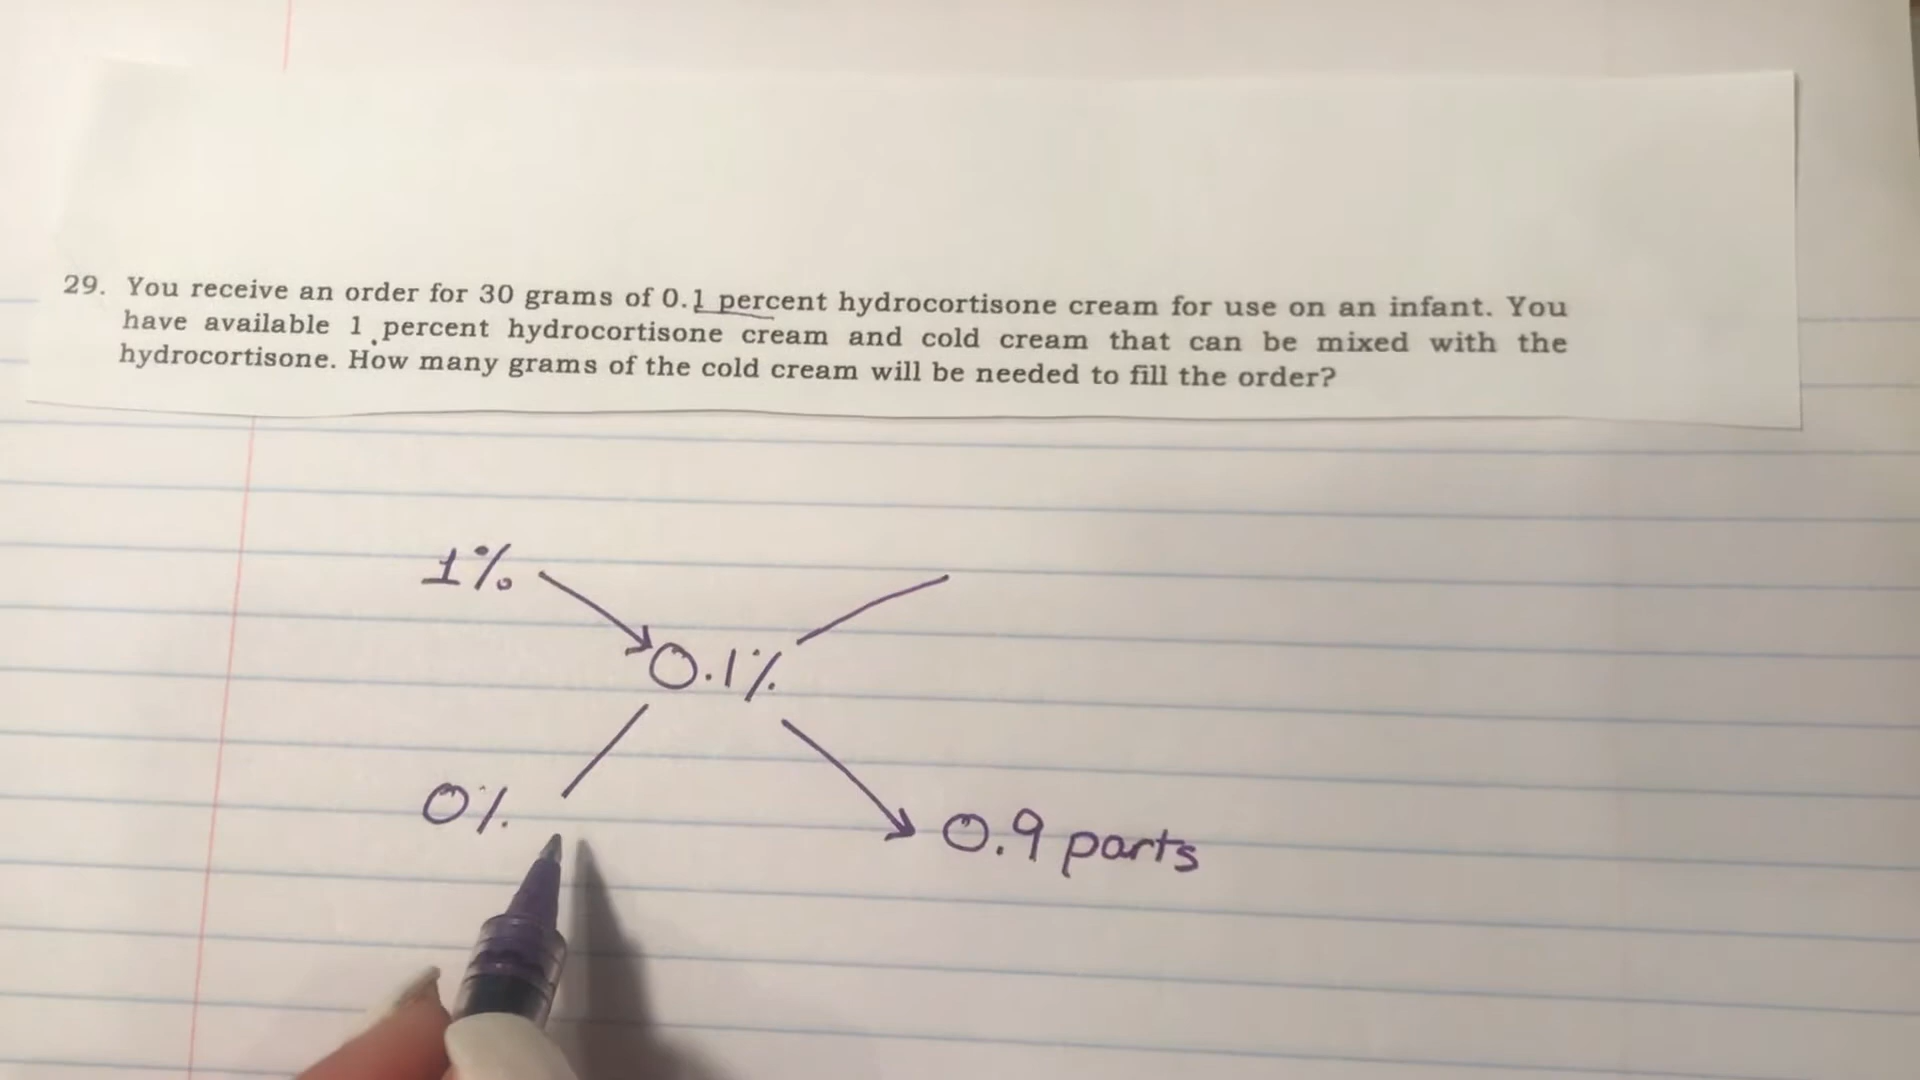 29. You receive an order for 30 grams of 0.1 percent hydrocortisone cream for use on an infant. You
have available 1 percent hydrocortisone cream and cold cream that can be mixed with the
hydrocortisone. How many grams of the cold cream will be needed to fill the order?
1%
0.1%
0%
0.9 parts